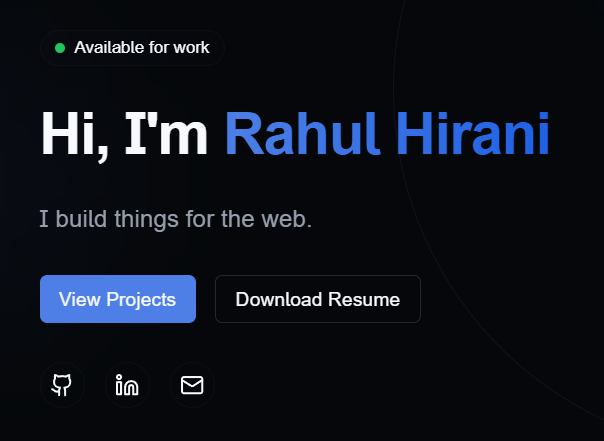 Available for work
Hi, I'm Rahul Hirani
I build things for the web.
View Projects
Download Resume